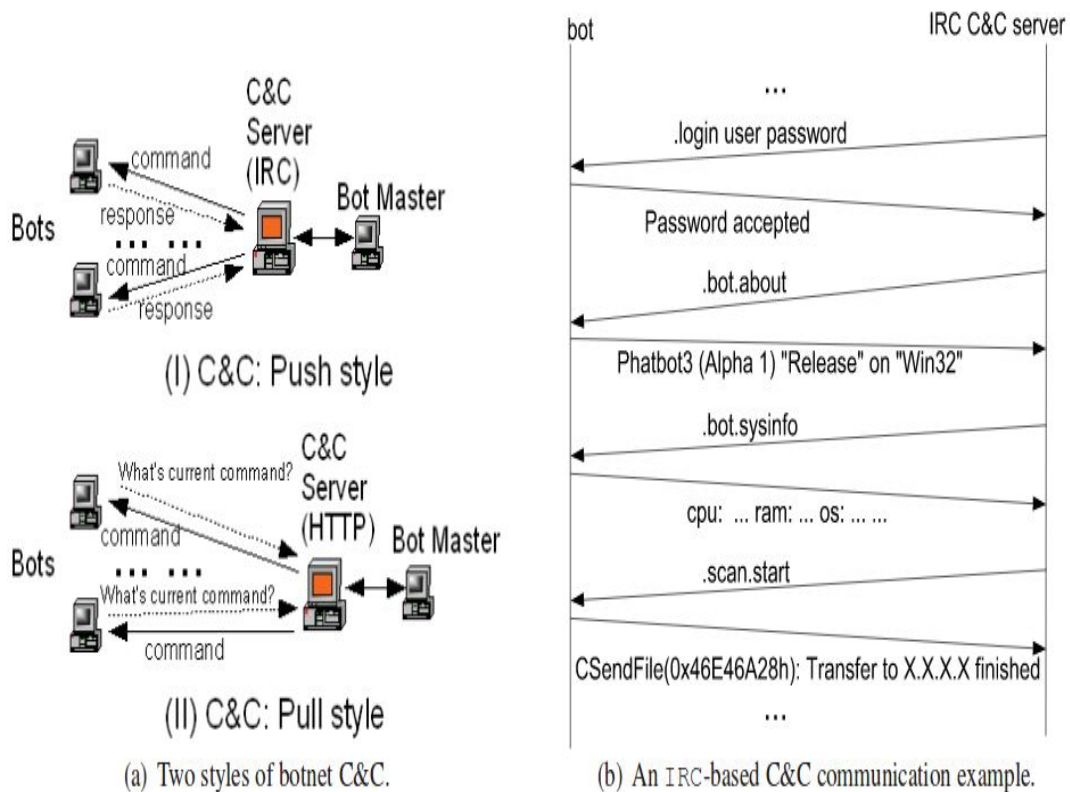 C&C
Server
(IRC)
command
response
Bots
... ...
command
response
Bot Master
(I) C&C: Push style
C&C
Server
(HTTP)
What's current command?
command
Bots
... ...
What's current command?
command
Bot Master
(II) C&C: Pull style
(a) Two styles of botnet C&C.
bot
IRC C&C server
...
.login user password
Password accepted
.bot.about
Phatbot3 (Alpha 1) "Release" on "Win32"
.bot.sysinfo
cpu: ... ram: ... os: ... ...
.scan.start
CSendFile(0x46E46A28h): Transfer to X.X.X.X finished
...
(b) An IRC-based C&C communication example.